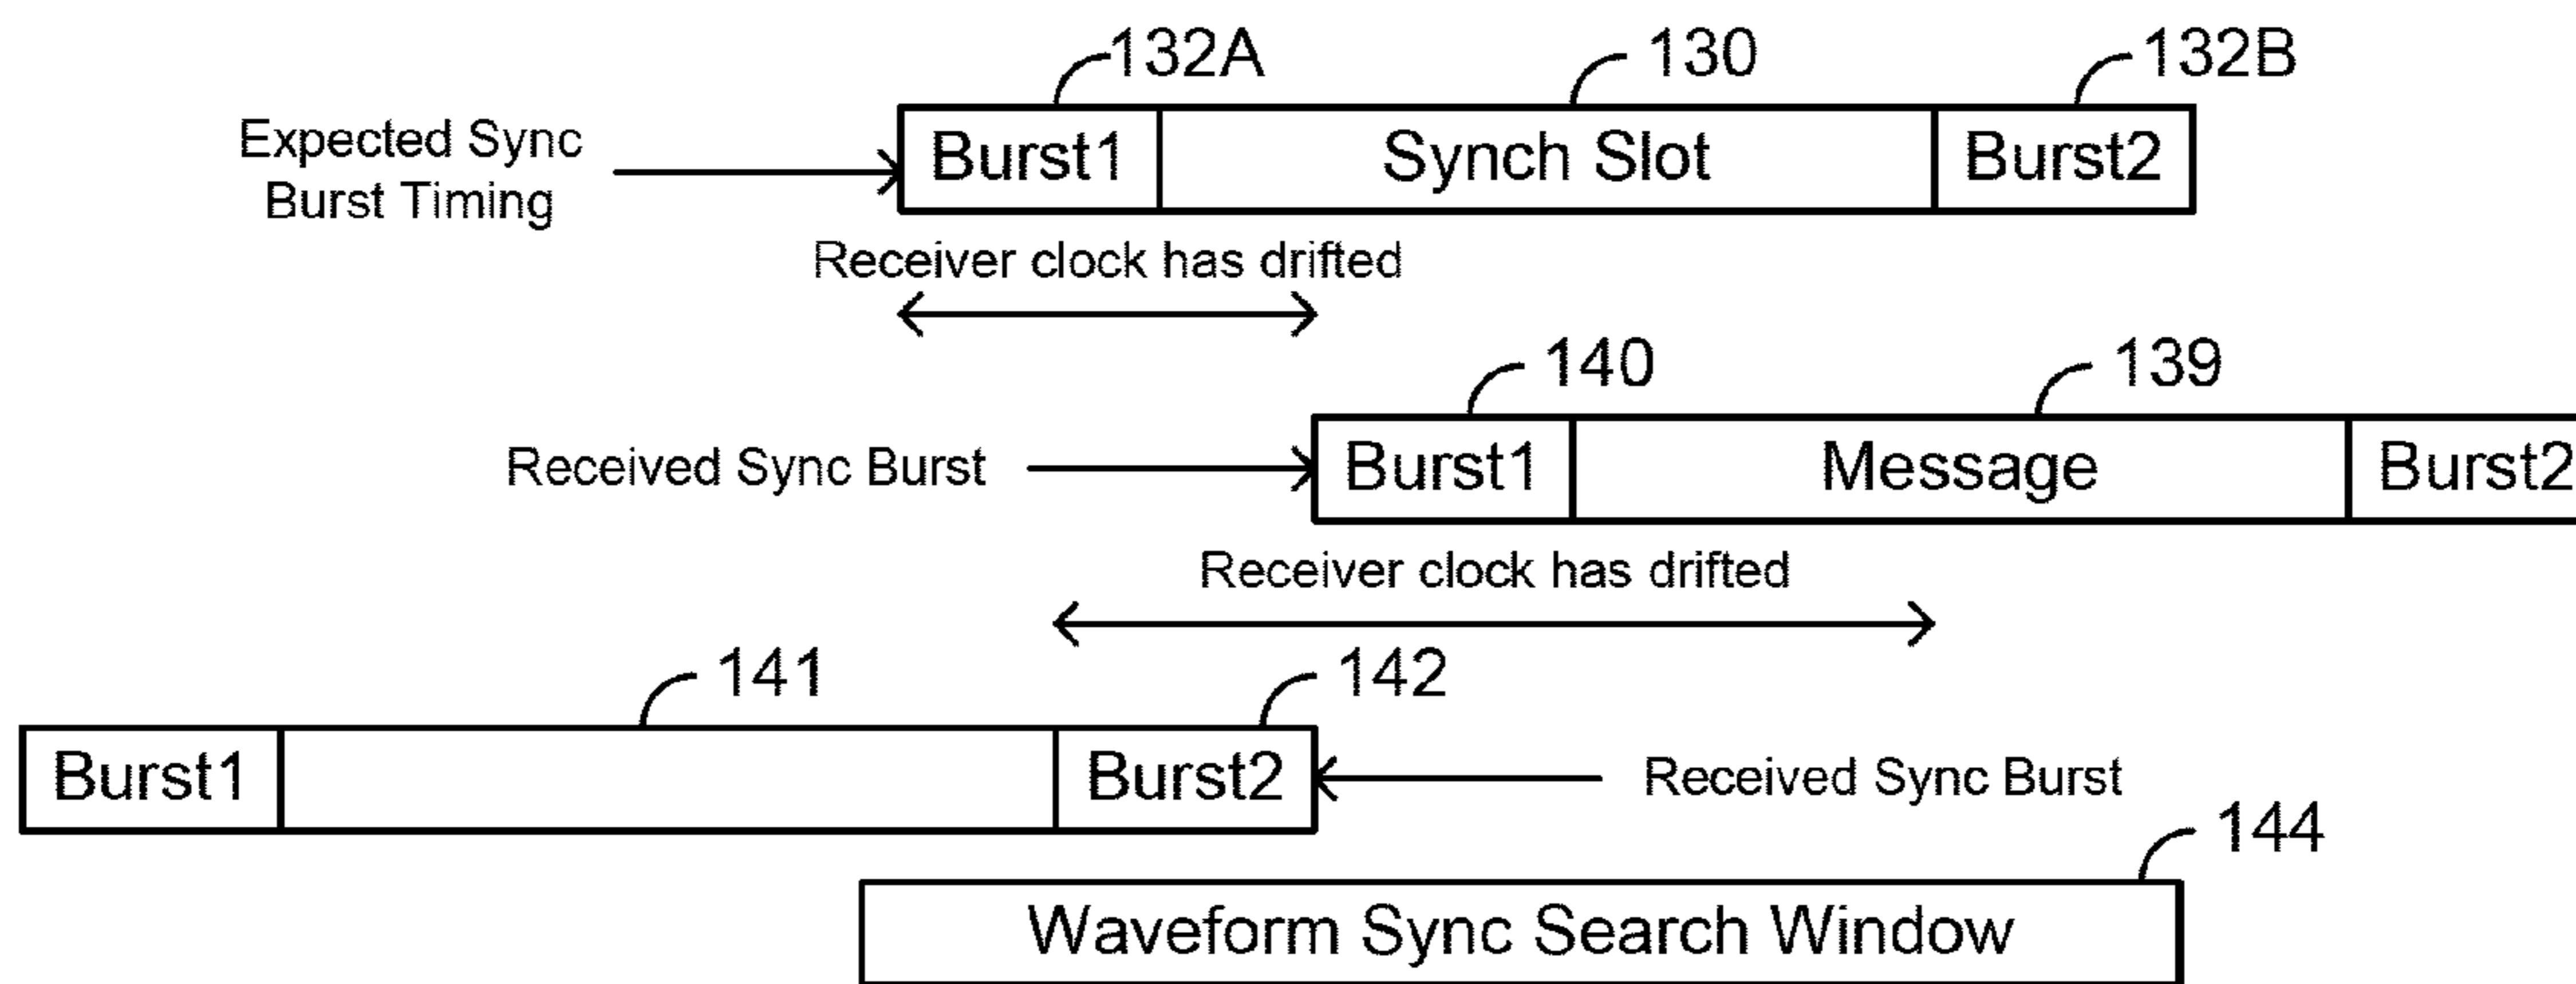 132A
130
132B
Expected Sync
Burst Timing
Burst1
Synch Slot
Burst2
Receiver clock has drifted
140
139
Received Sync Burst
Burst1
Message
Burst2
Receiver clock has drifted
141
142
Burst1
Burst2
Received Sync Burst
144
Waveform Sync Search Window